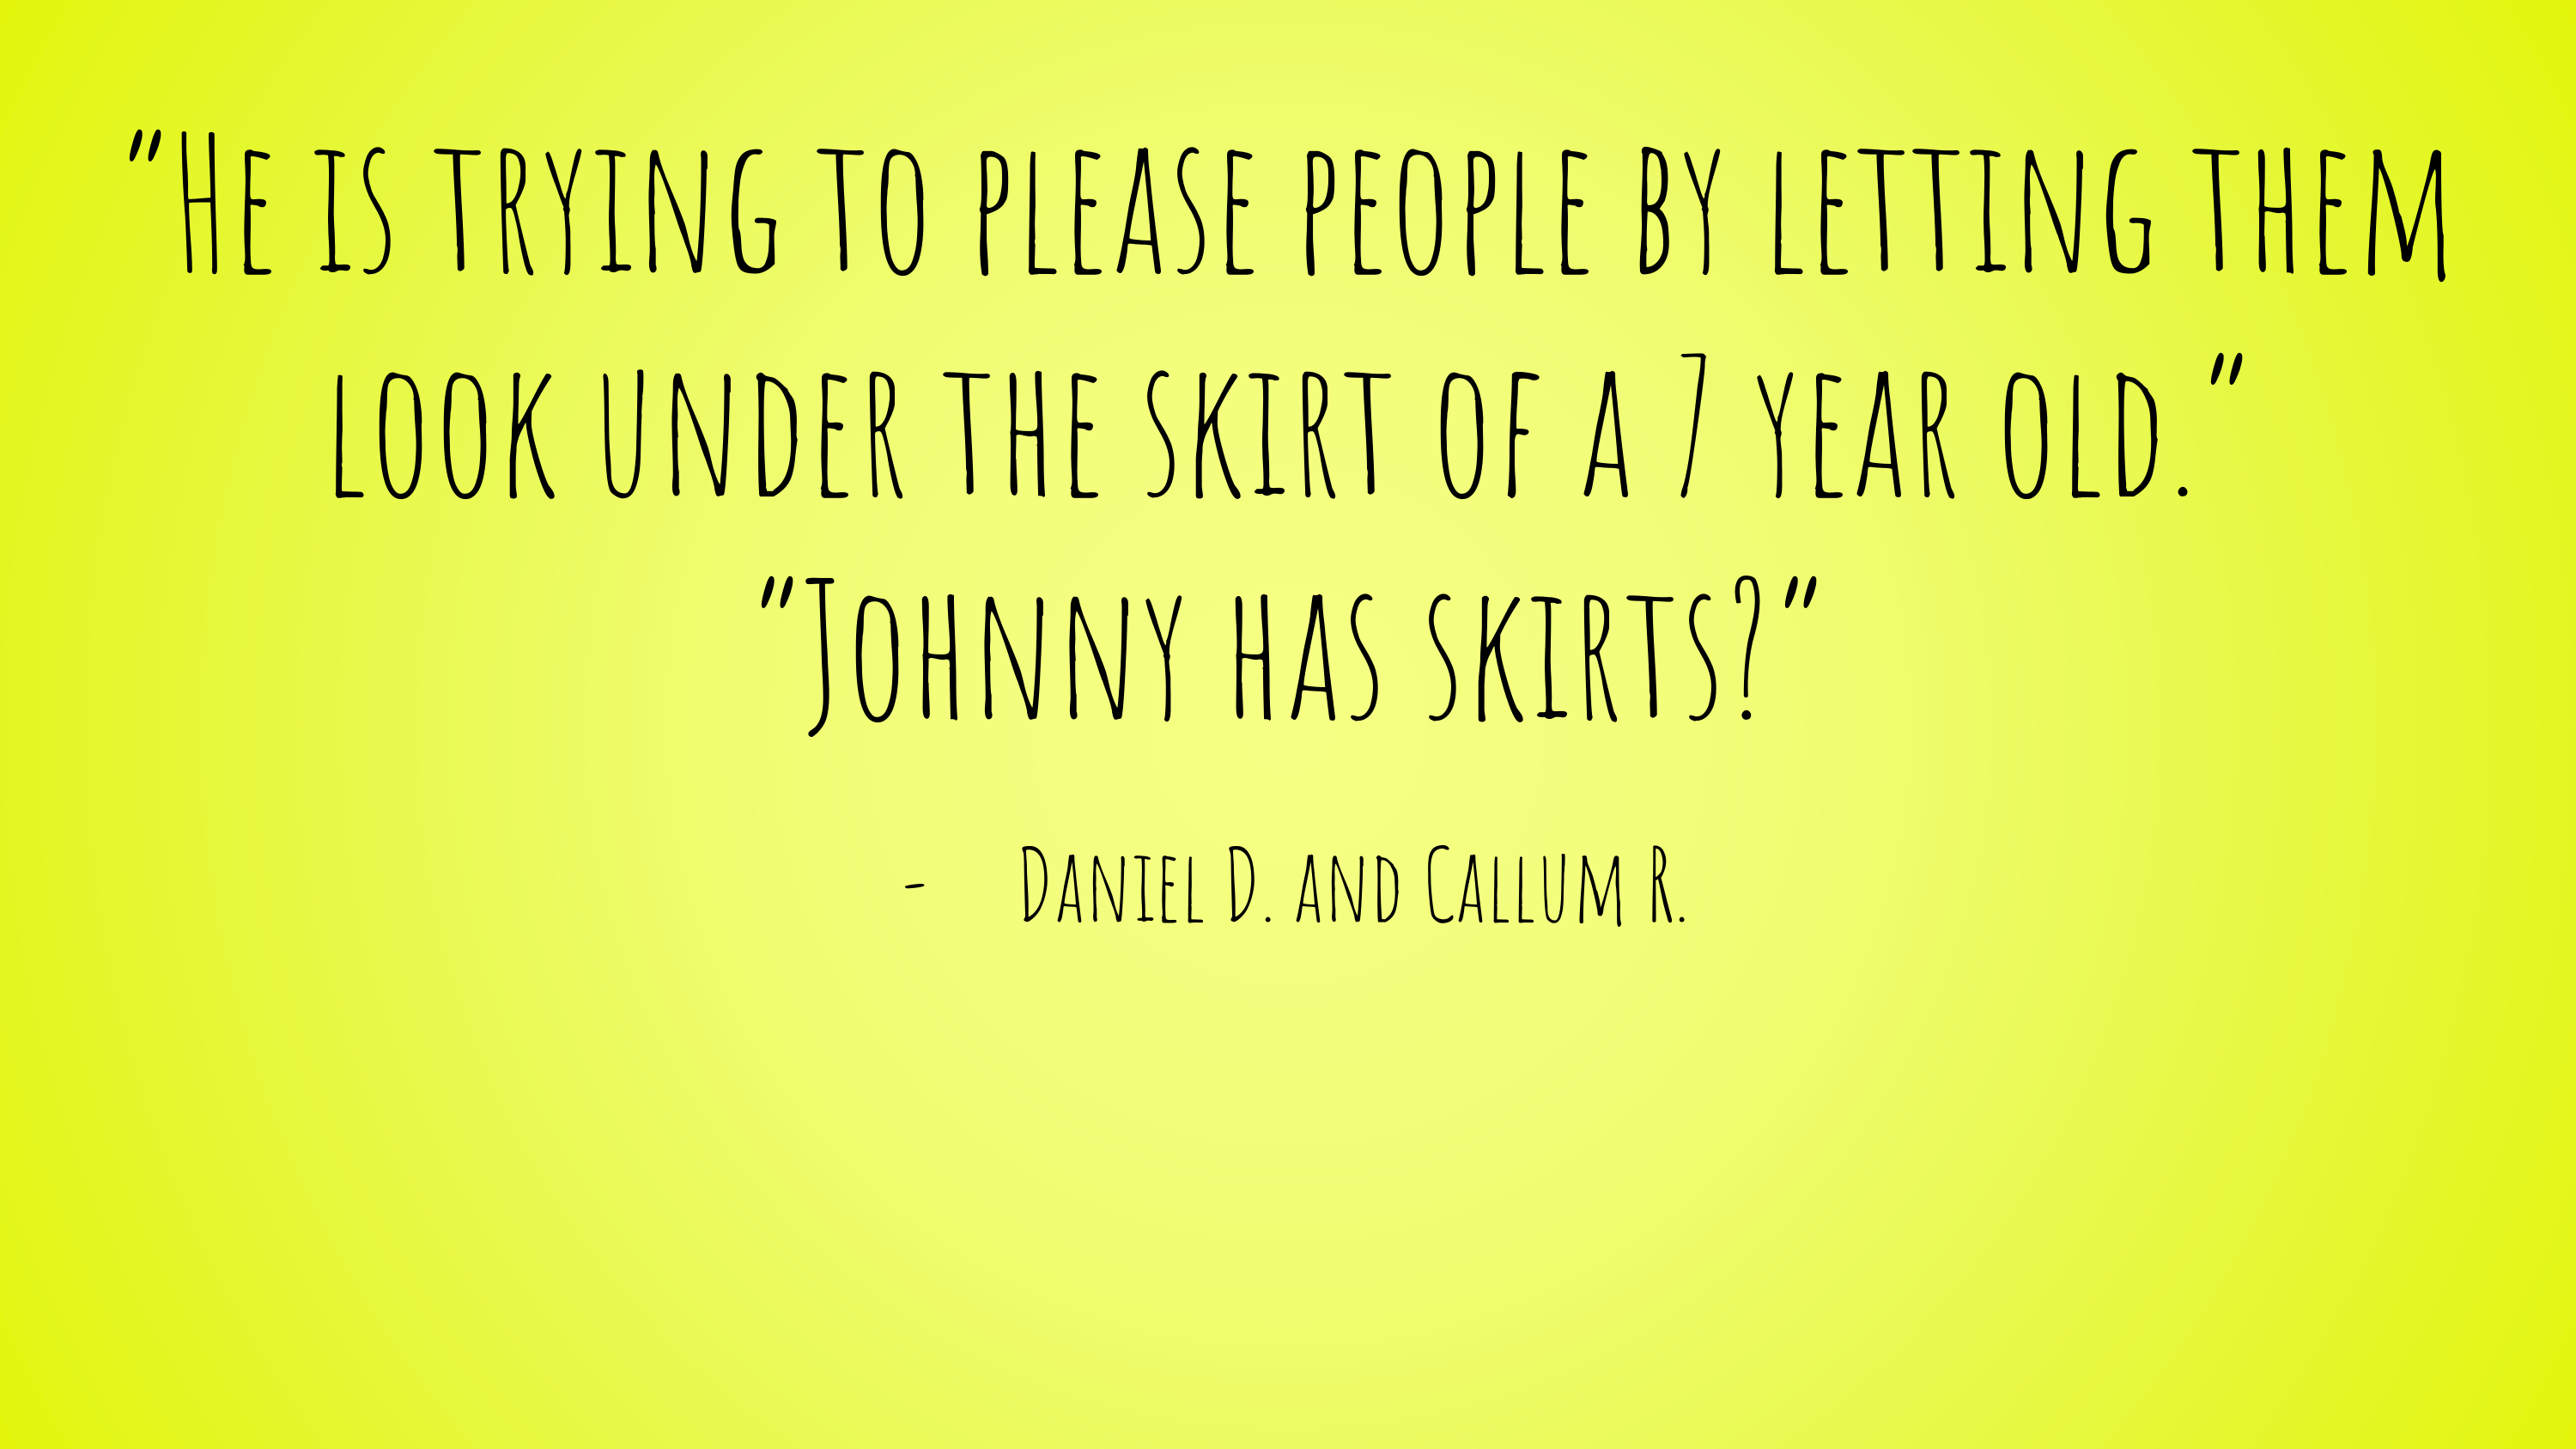 "He is trying to please people by letting them
look under the skirt of a 7 year old."
"Johnny has skirts?"
- Daniel D. and Callum R.